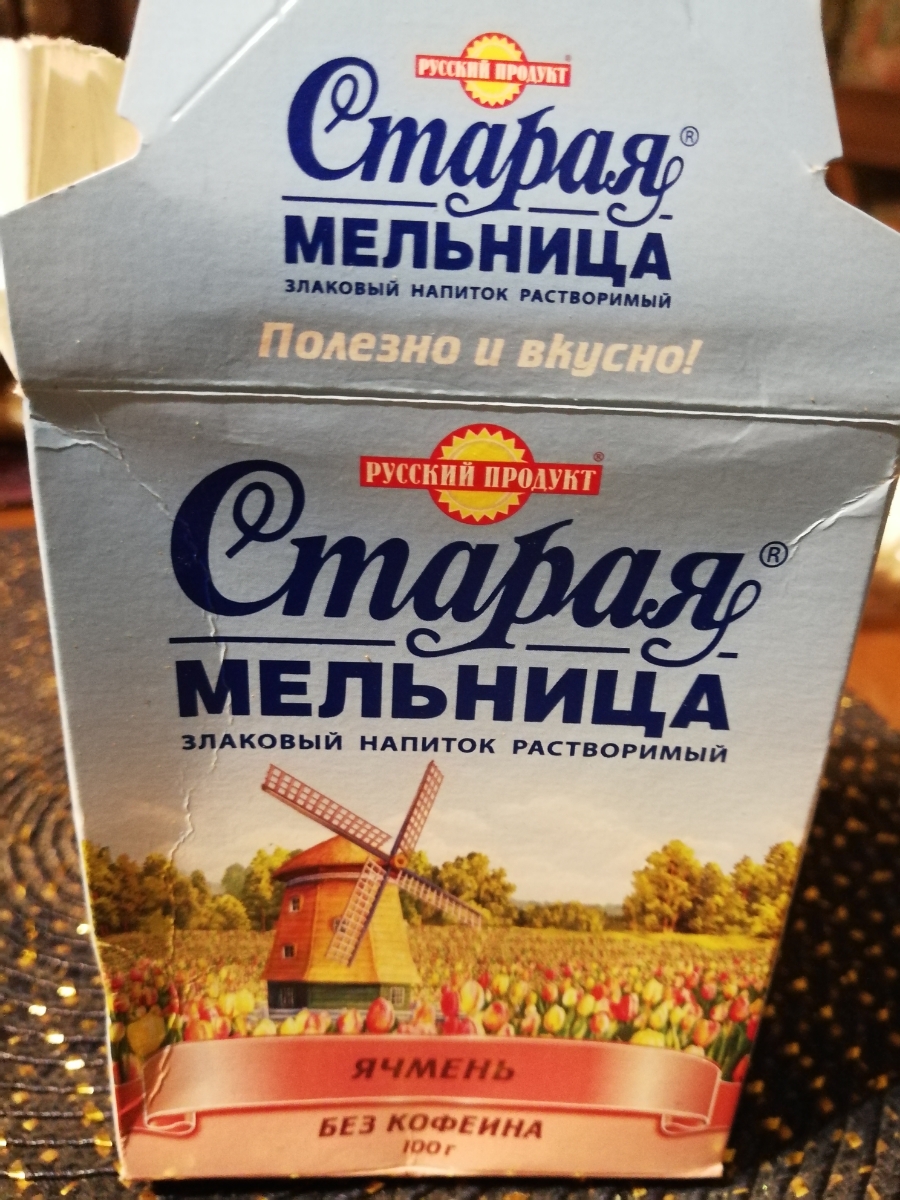 РУССКИЙ ПРОДУКТ®
Старая®
МЕЛЬНИЦА
ЗЛАКОВЫЙ НАПИТОК РАСТВОРИМЫЙ
Полезно и вкусно!
РУССКИЙ ПРОДУКТ®
Старая®
МЕЛЬНИЦА
ЗЛАКОВЫЙ НАПИТОК РАСТВОРИМЫЙ
ЯЧМЕНЬ
БЕЗ КОФЕИНА
100 г